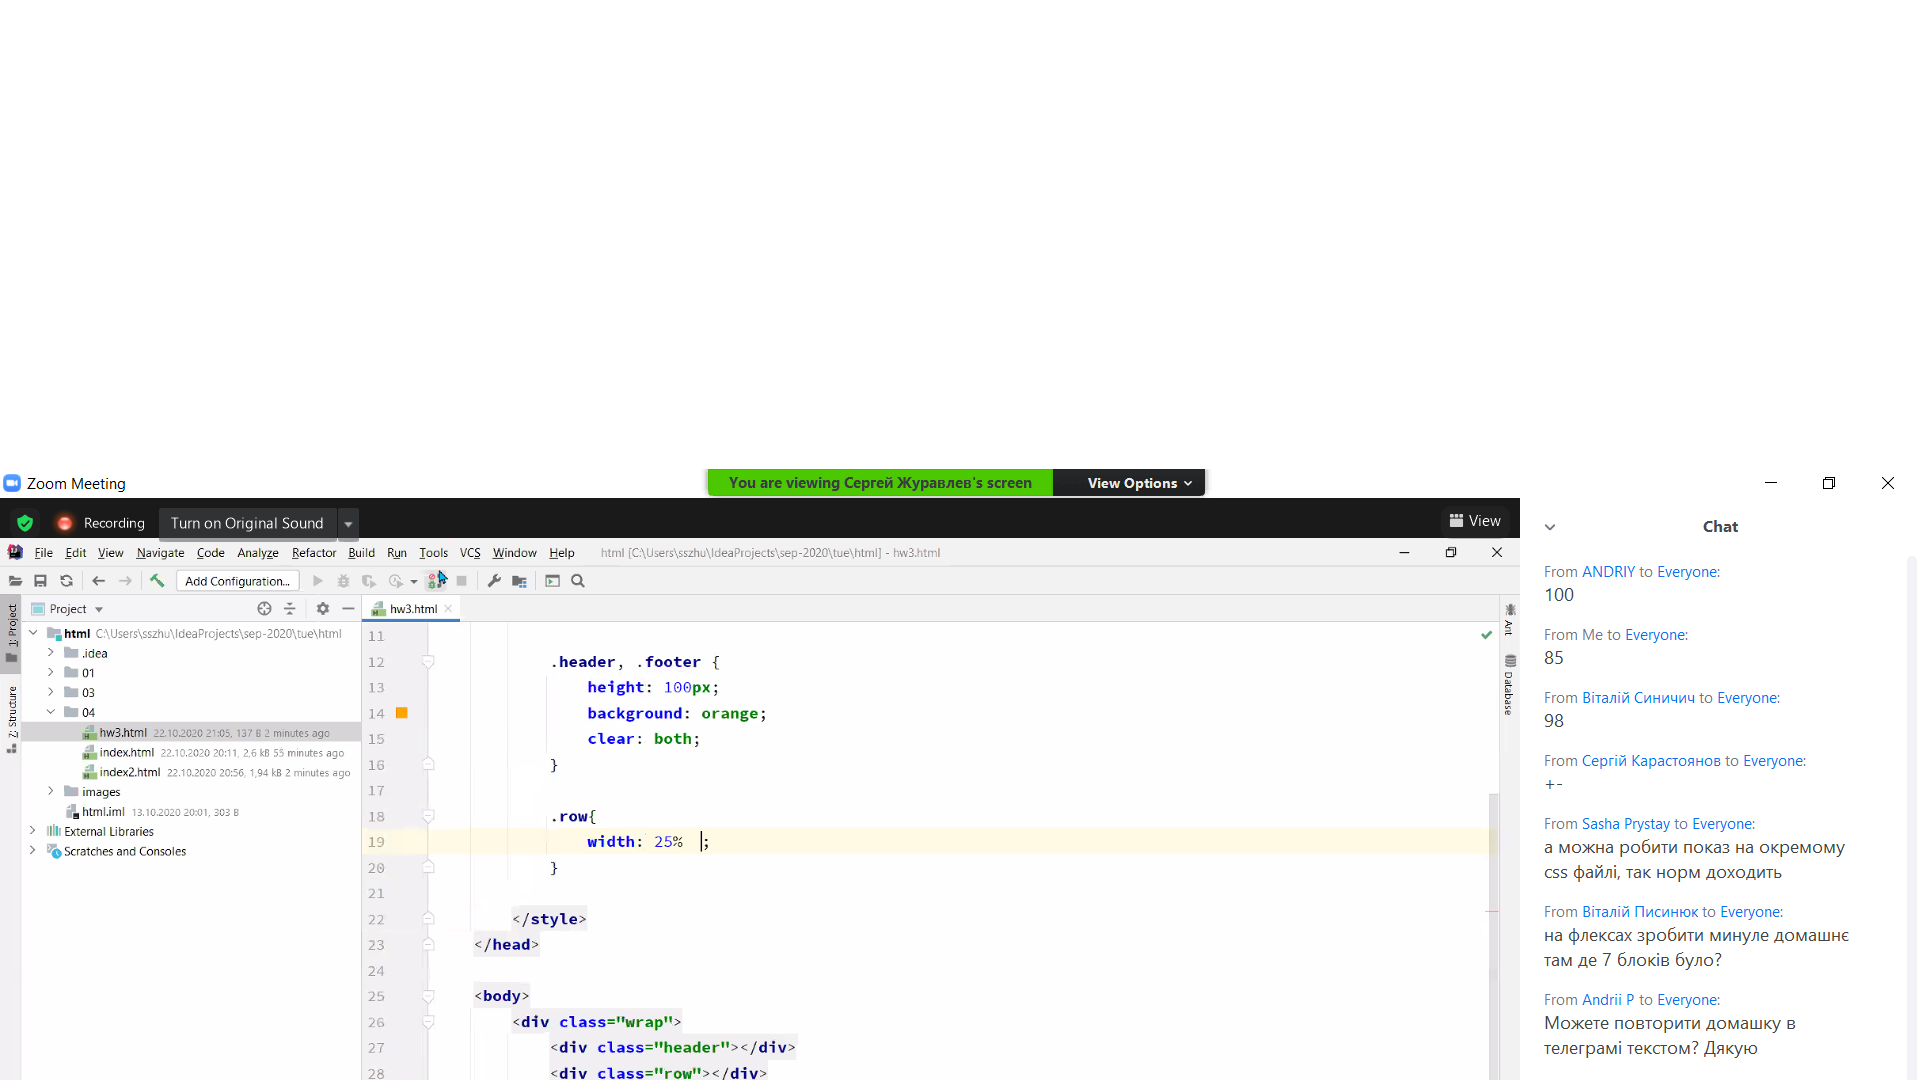 Zoom Meeting
You are viewing Сергей Журавлев's screen
View Options
Recording
Turn on Original Sound
View
File Edit View Navigate Code Analyze Refactor Build Run Tools VCS Window Help
html [C:\Users\sszhu\IdeaProjects\sep-2020\tue\html] - hw3.html
Add Configuration...
1: Project
Z: Structure
Project
html C:\Users\sszhu\IdeaProjects\sep-2020\tue\html
.idea
01
03
04
hw3.html 22.10.2020 21:05, 137 B 2 minutes ago
index.html 22.10.2020 20:11, 2,6 kB 55 minutes ago
index2.html 22.10.2020 20:56, 1,94 kB 2 minutes ago
images
html.iml 13.10.2020 20:01, 303 B
External Libraries
Scratches and Consoles
hw3.html
11
12 .header, .footer {
13 height: 100px;
14 background: orange;
15 clear: both;
16 }
17
18 .row{
19 width: 25% ;
20 }
21
22 </style>
23 </head>
24
25 <body>
26 <div class="wrap">
27 <div class="header"></div>
28 <div class="row"></div>
Ant
Database
Chat
From ANDRIY to Everyone:
100
From Me to Everyone:
85
From Віталій Синичич to Everyone:
98
From Сергій Карастоянов to Everyone:
+-
From Sasha Prystay to Everyone:
а можна робити показ на окремому
css файлі, так норм доходить
From Віталій Писинюк to Everyone:
на флексах зробити минуле домашнє
там де 7 блоків було?
From Andrii P to Everyone:
Можете повторити домашку в
телеграмі текстом? Дякую